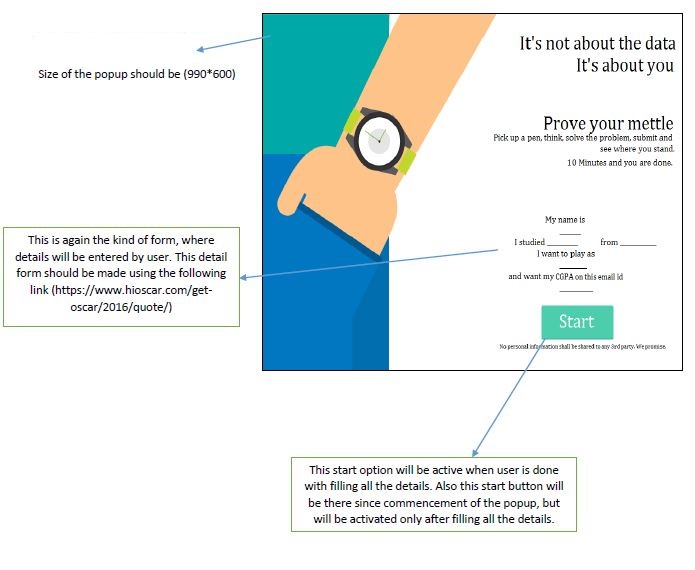 It's not about the data
It's about you
Size of the popup should be (990*600)
Prove your mettle
Pick up a pen, think, solve the problem, submit and
see where you stand.
10 Minutes and you are done.
My name is
This is again the kind of form, where
details will be entered by user. This detail
form should be made using the following
link (https://www.hioscar.com/get-
oscar/2016/quote/)
I studied ________ from ________
I want to play as
and want my CGPA on this email id
Start
No personal information shall be shared to any 3rd party. We promise.
This start option will be active when user is done
with filling all the details. Also this start button will
be there since commencement of the popup, but
will be activated only after filling all the details.